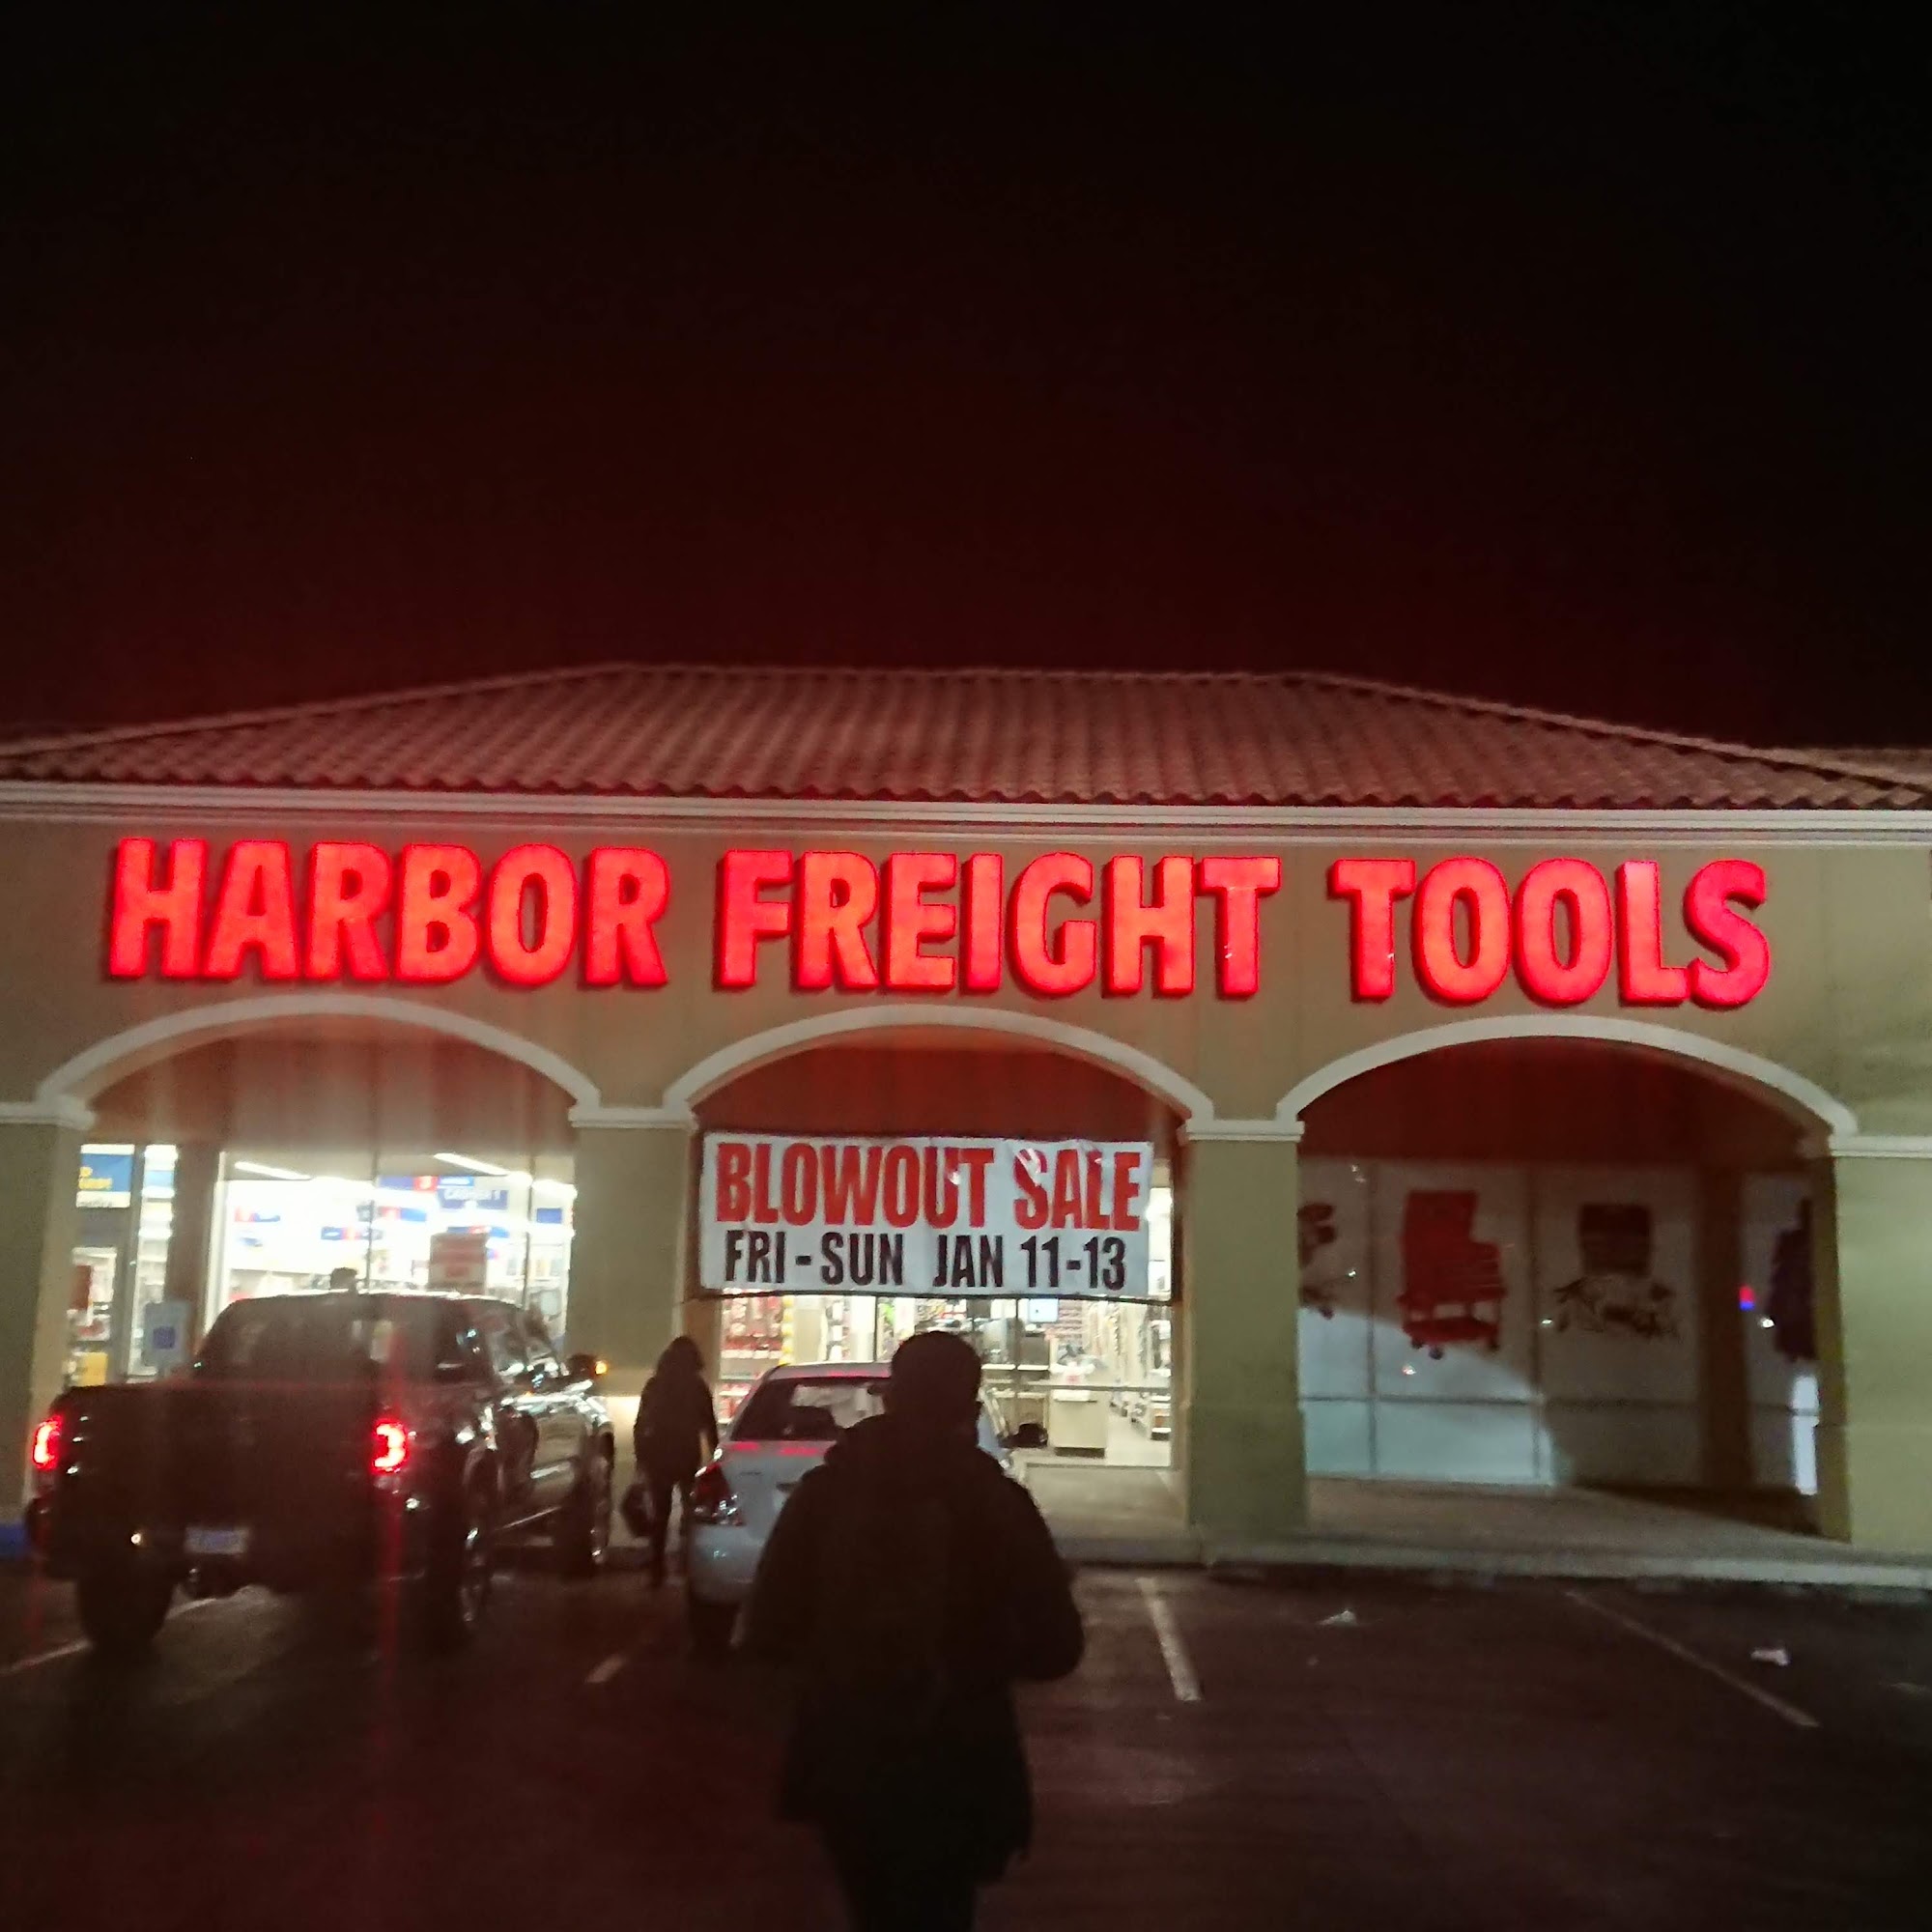 HARBOR FREIGHT TOOLS
BLOWOUT SALE
FRI-SUN JAN 11-13